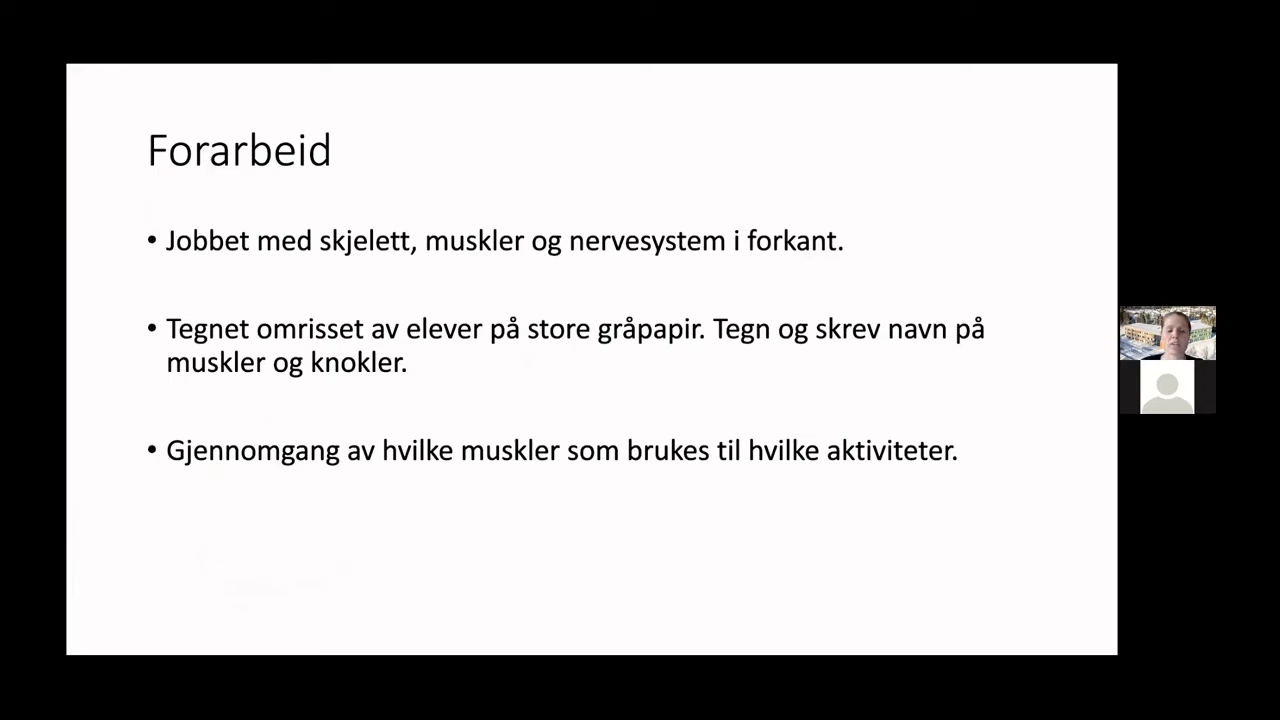 Forarbeid
• Jobbet med skjelett, muskler og nervesystem i forkant.
• Tegnet omrisset av elever på store gråpapir. Tegn og skrev navn på
muskler og knokler.
• Gjennomgang av hvilke muskler som brukes til hvilke aktiviteter.